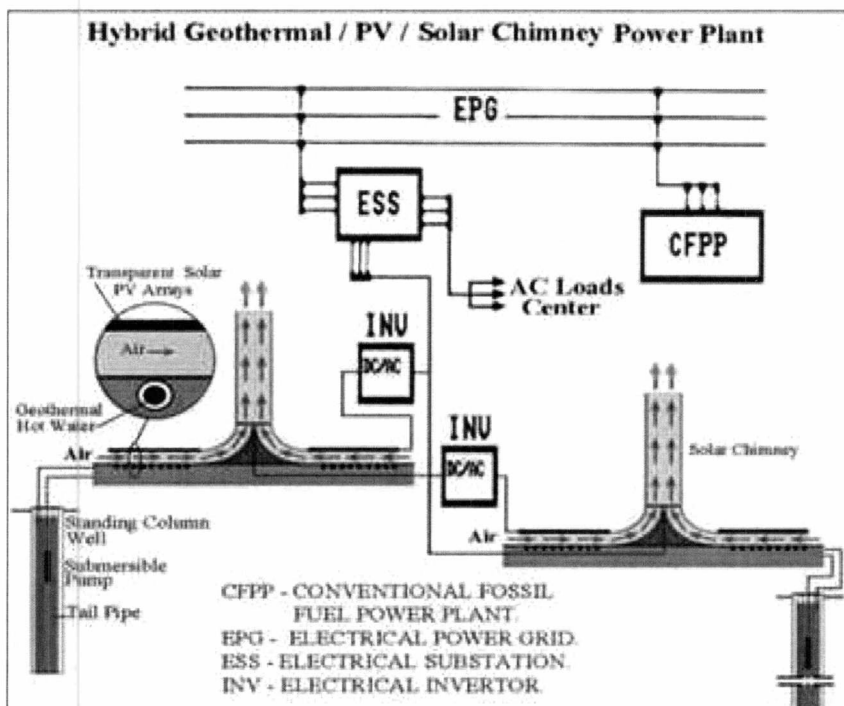 Hybrid Geothermal / PV / Solar Chimney Power Plant
EPG
ESS
CFPP
Transparent Solar
PV Arrays
AC Loads
Center
INV
DC/AC
Air
Geothermal
Hot Water
INV
DC/AC
Solar Chimney
Air
Air
Standing Column
Well
Submersible
Pump
Tail Pipe
CFPP - CONVENTIONAL FOSSIL
FUEL POWER PLANT.
EPG - ELECTRICAL POWER GRID.
ESS - ELECTRICAL SUBSTATION.
INV - ELECTRICAL INVERTOR.